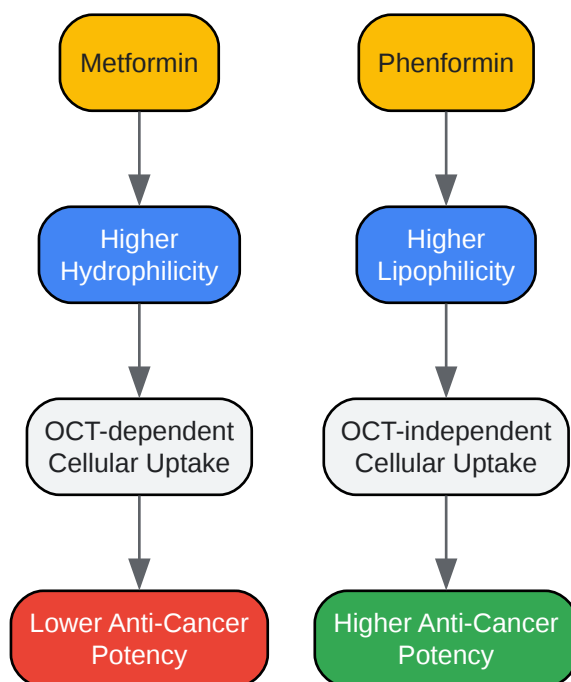 Metformin
Phenformin
Higher
Hydrophilicity
Higher
Lipophilicity
OCT-dependent
Cellular Uptake
OCT-independent
Cellular Uptake
Lower Anti-Cancer
Potency
Higher Anti-Cancer
Potency